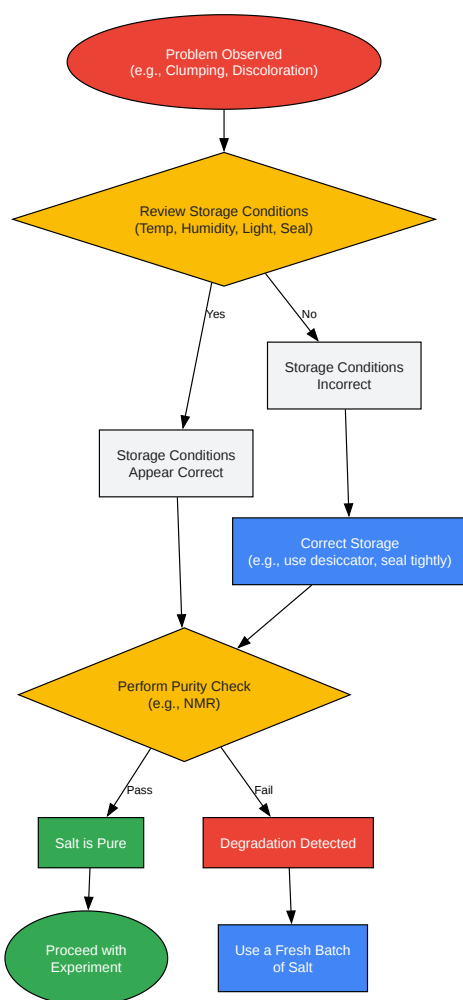 Problem Observed
(e.g., Clumping, Discoloration)
Review Storage Conditions
(Temp, Humidity, Light, Seal)
Yes
No
Storage Conditions
Incorrect
Storage Conditions
Appear Correct
Correct Storage
(e.g., use desiccator, seal tightly)
Perform Purity Check
(e.g., NMR)
Pass
Fail
Salt is Pure
Degradation Detected
Proceed with
Experiment
Use a Fresh Batch
of Salt